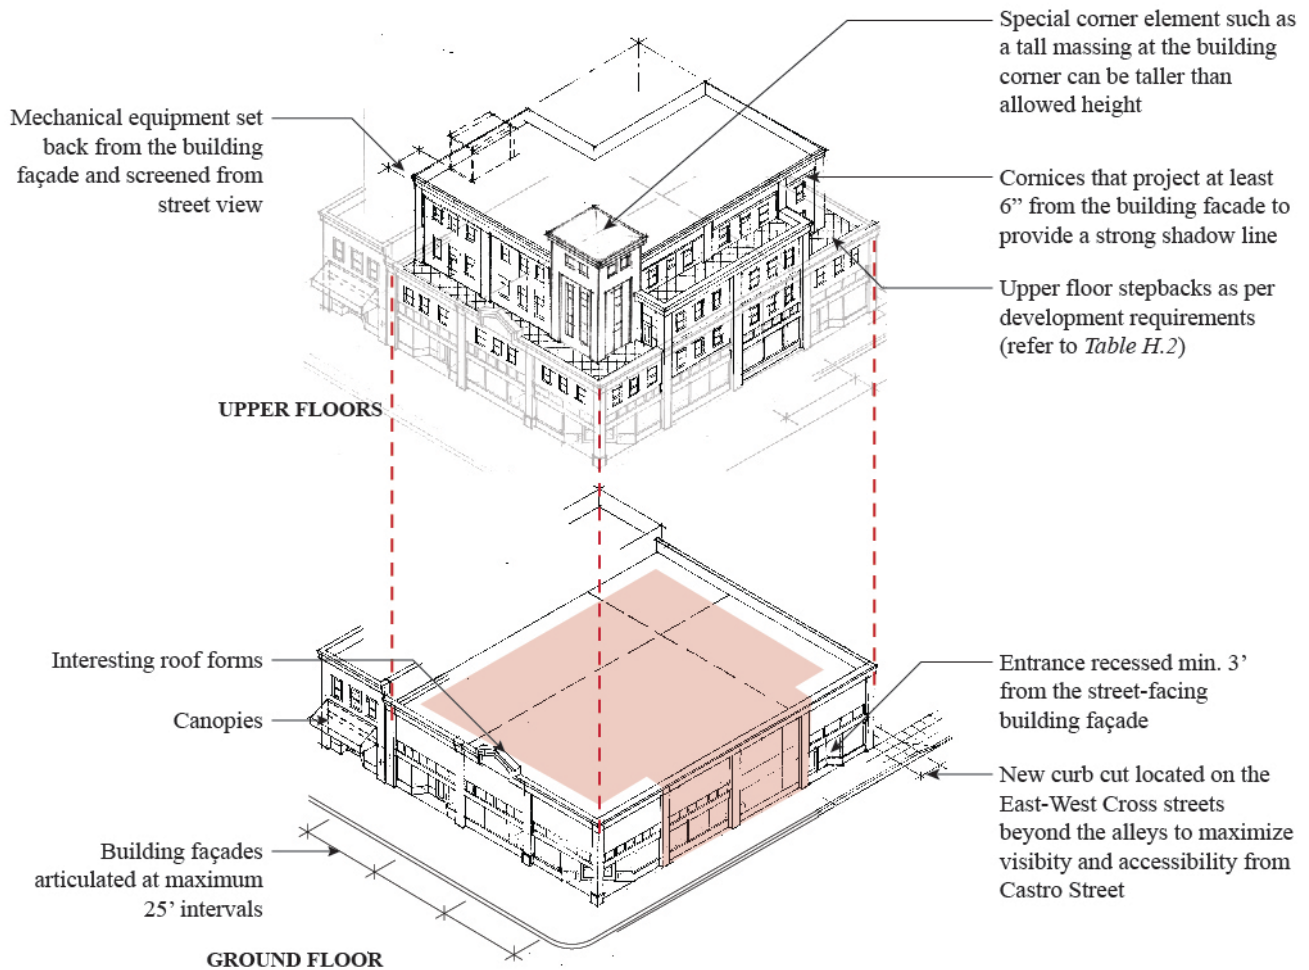 Special corner element such as
a tall massing at the building
corner can be taller than
allowed height
Mechanical equipment set
back from the building
façade and screened from
street view
Cornices that project at least
6” from the building facade to
provide a strong shadow line
Upper floor stepbacks as per
development requirements
(refer to Table H.2)
UPPER FLOORS
Interesting roof forms
Canopies
Building façades
articulated at maximum
25’ intervals
Entrance recessed min. 3’
from the street-facing
building façade
New curb cut located on the
East-West Cross streets
beyond the alleys to maximize
visibity and accessibility from
Castro Street
GROUND FLOOR